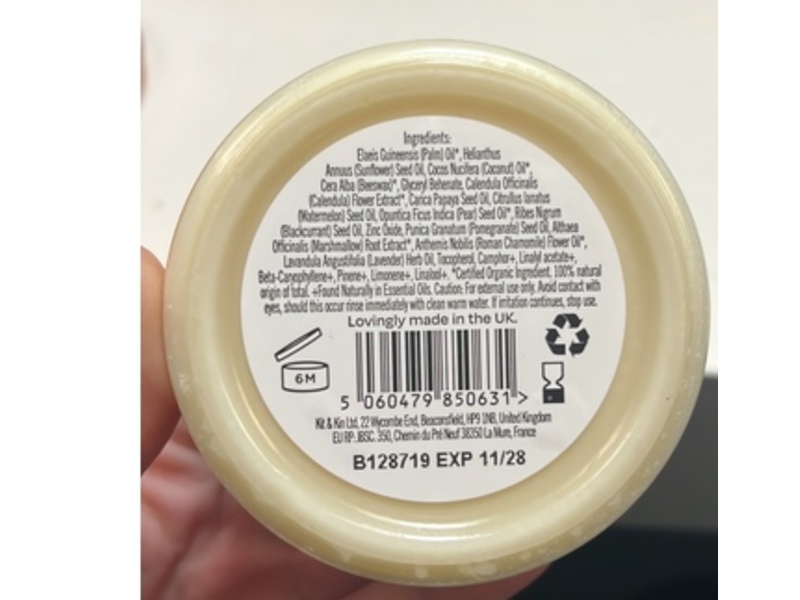 Ingredients:
Elaeis Guineensis (Palm) Oil*, Helianthus
Annuus (Sunflower) Seed Oil, Cocos Nucifera (Coconut) Oil*,
Cera Alba (Beeswax)*, Glyceryl Behenate, Calendula Officinalis
(Calendula) Flower Extract*, Carica Papaya Seed Oil, Citrullus lanatus
(Watermelon) Seed Oil, Opuntica Ficus Indica (Pear) Seed Oil*, Ribes Nigrum
(Blackcurrant) Seed Oil, Zinc Oxide, Punica Granatum (Pomegranate) Seed Oil, Althaea
Officinalis (Marshmallow) Root Extract*, Anthemis Nobilis (Roman Chamomile) Flower Oil*,
Lavandula Angustifolia (Lavender) Herb Oil, Tocopherol, Camphor+, Linalyl acetate+,
Beta-Caryophyllene+, Pinene+, Limonene+, Linalool+. *Certified Organic Ingredient. 100% natural
origin of total. +Found Naturally in Essential Oils. Caution: For external use only. Avoid contact with
eyes, should this occur rinse immediately with clean warm water. If irritation continues, stop use.
Lovingly made in the UK.
6M
5 060479 850631 >
Kit & Kin Ltd, 22 Wycombe End, Beaconsfield, HP9 1NB, United Kingdom
EU RP: JBSC. 350, Chemin du Pré Neuf 38350 La Mure, France
B128719 EXP 11/28